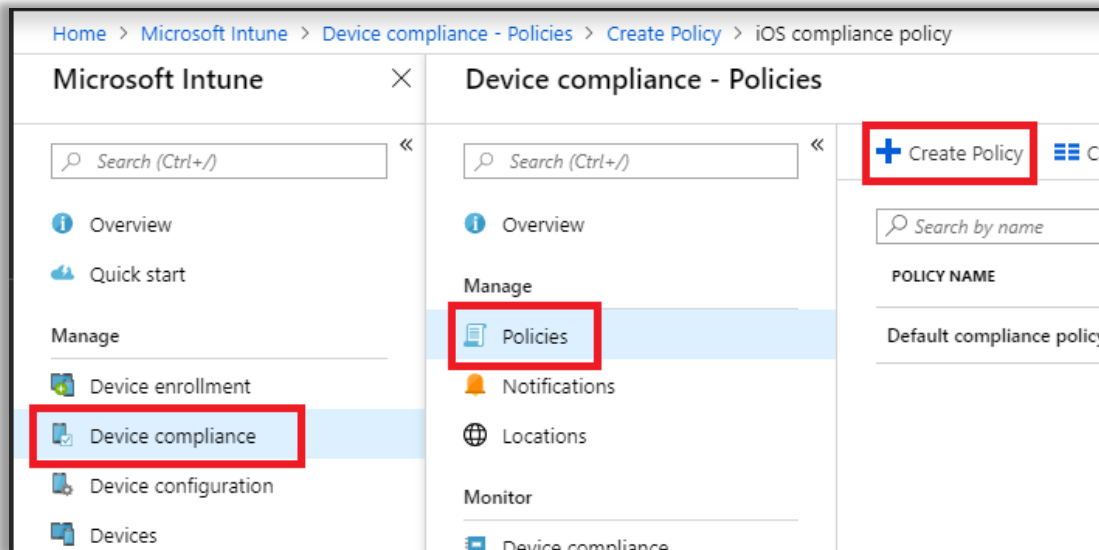 Home > Microsoft Intune > Device compliance - Policies > Create Policy > iOS compliance policy
Microsoft Intune
Search (Ctrl+/)
Overview
Quick start
Manage
Device enrollment
Device compliance
Device configuration
Devices
Device compliance - Policies
Search (Ctrl+/)
Overview
Manage
Policies
Notifications
Locations
Monitor
Device compliance
Create Policy
C
Search by name
POLICY NAME
Default compliance policy